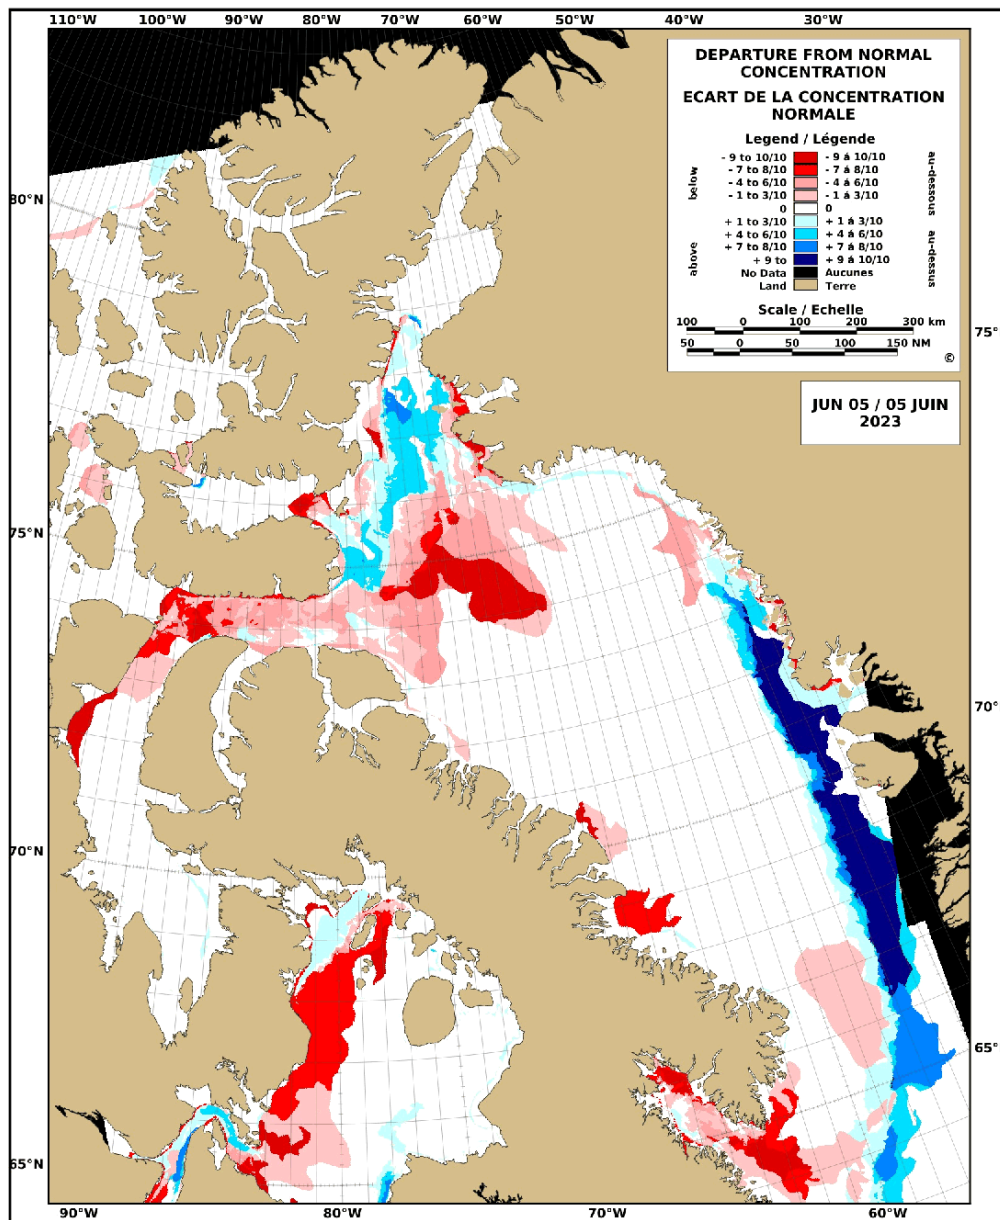 110°W 100°W 90°W 80°W 70°W 60°W 50°W 40°W 30°W
DEPARTURE FROM NORMAL
CONCENTRATION
ECART DE LA CONCENTRATION
NORMALE
Legend / Légende
below
- 9 to 10/10 - 9 á 10/10
- 7 to 8/10 - 7 á 8/10
- 4 to 6/10 - 4 á 6/10
- 1 to 3/10 - 1 á 3/10
au-dessous
0 0
above
+ 1 to 3/10 + 1 á 3/10
+ 4 to 6/10 + 4 á 6/10
+ 7 to 8/10 + 7 á 8/10
+ 9 to + 9 á 10/10
au-dessus
No Data Aucunes
Land Terre
Scale / Echelle
100 0 100 200 300 km
50 0 50 100 150 NM
©
JUN 05 / 05 JUIN
2023
80°N
75°
75°N
70°
70°N
65°
65°N
90°W 80°W 70°W 60°W